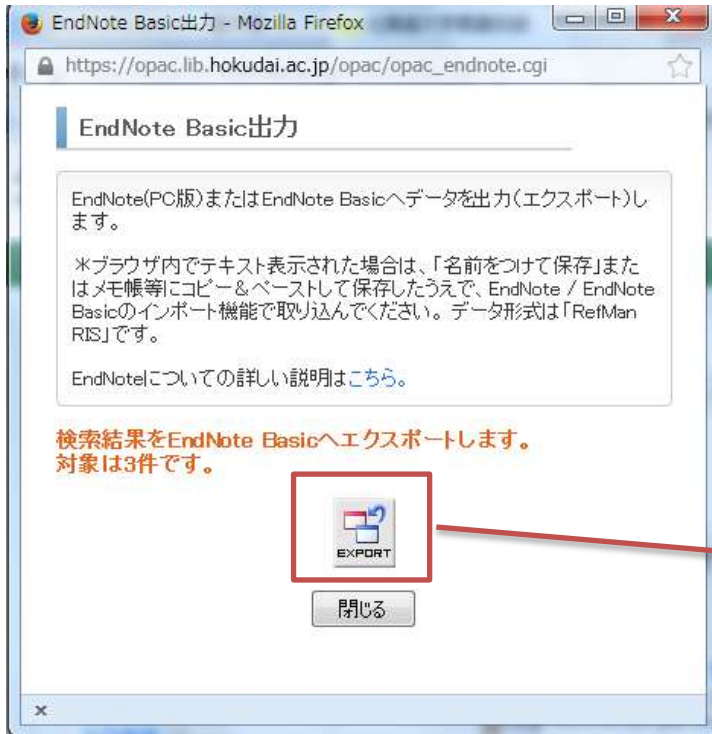 EndNote Basic出力 - Mozilla Firefox
https://opac.lib.hokudai.ac.jp/opac/opac_endnote.cgi
EndNote Basic出力
EndNote(PC版)またはEndNote Basicへデータを出力(エクスポート)し
ます。
＊ブラウザ内でテキスト表示された場合は、「名前をつけて保存」また
はメモ帳等にコピー＆ペーストして保存したうえで、EndNote / EndNote
Basicのインポート機能で取り込んでください。データ形式は「RefMan
RIS」です。
EndNoteについての詳しい説明はこちら。
検索結果をEndNote Basicへエクスポートします。
対象は3件です。
EXPORT
閉じる